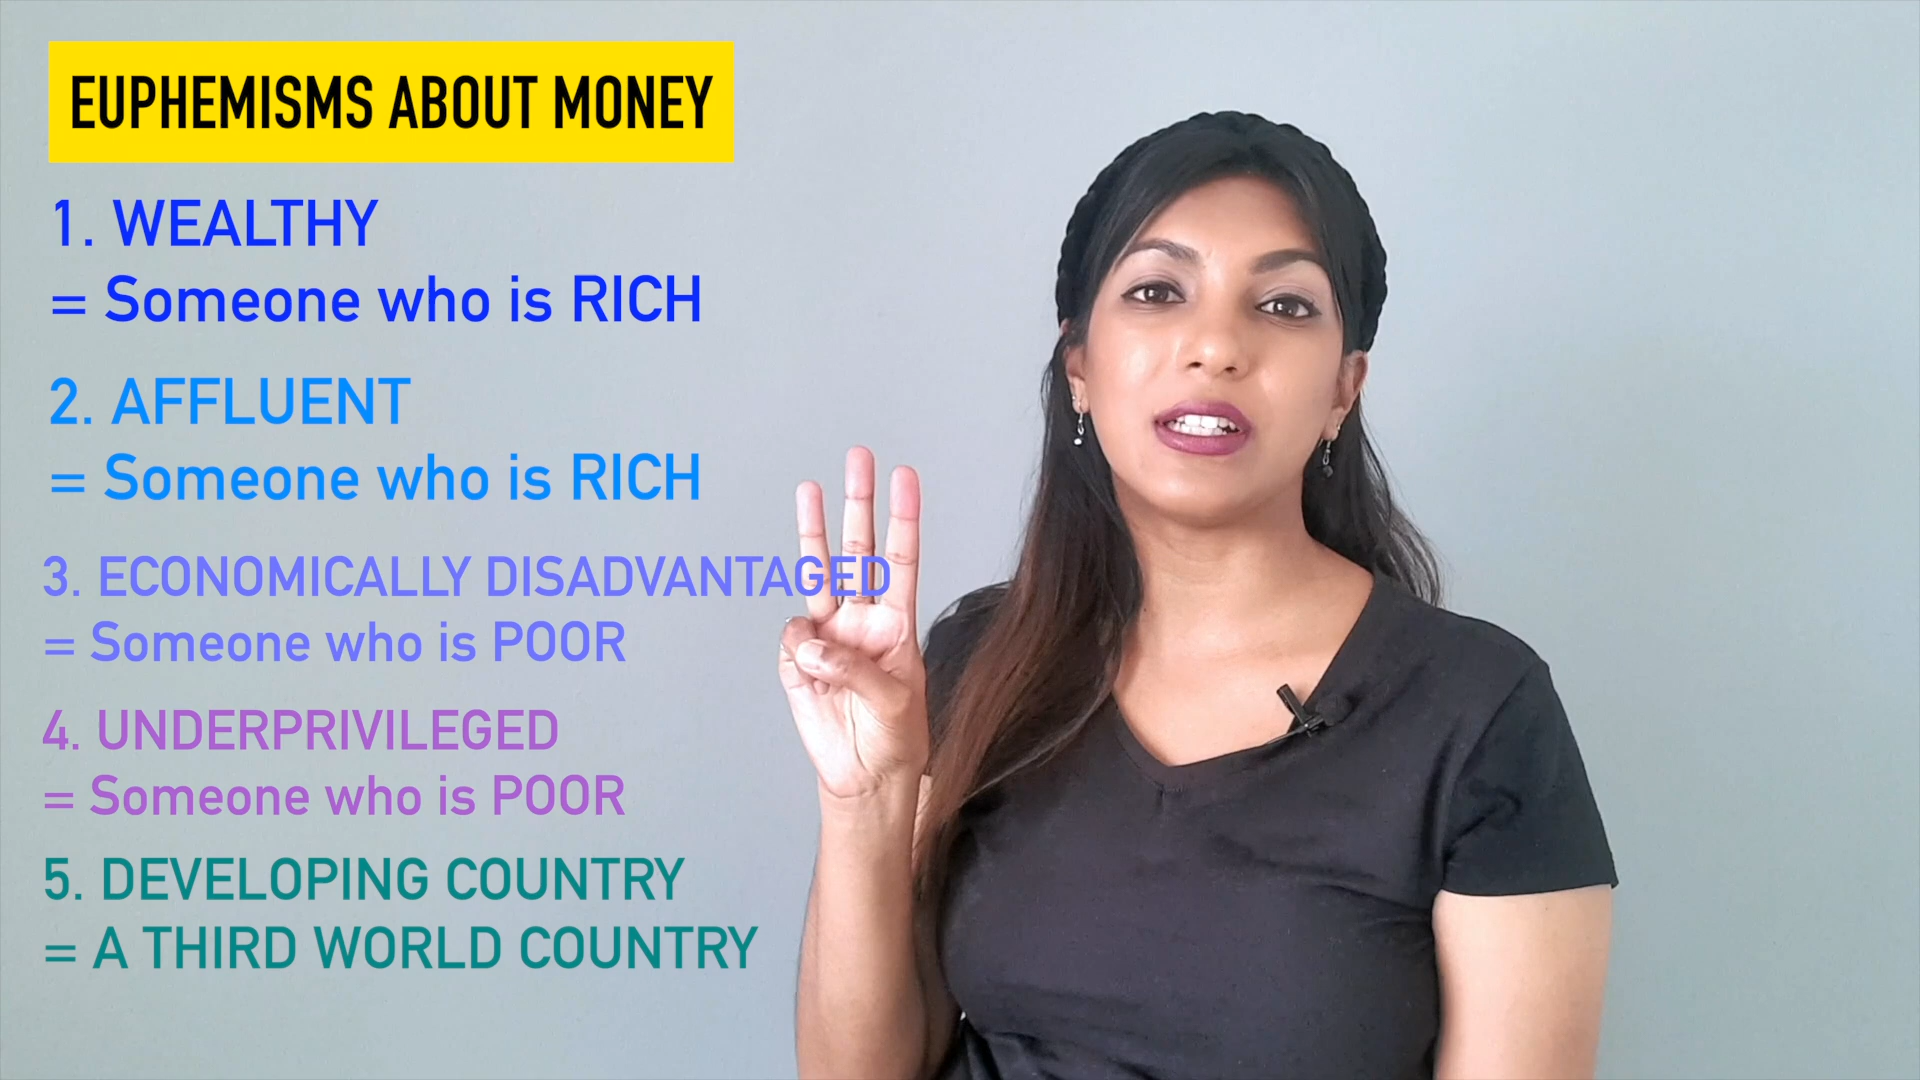 EUPHEMISMS ABOUT MONEY
1. WEALTHY
= Someone who is RICH
2. AFFLUENT
= Someone who is RICH
3. ECONOMICALLY DISADVANTAGED
= Someone who is POOR
4. UNDERPRIVILEGED
= Someone who is POOR
5. DEVELOPING COUNTRY
= A THIRD WORLD COUNTRY